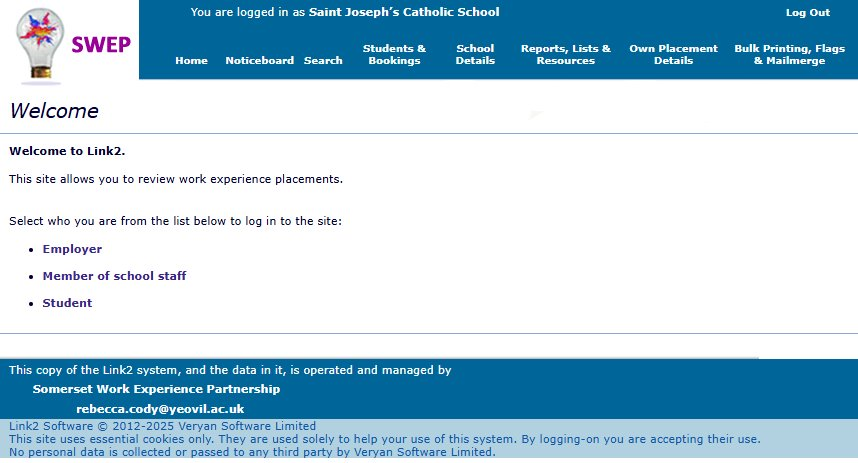 SWEP
You are logged in as Saint Joseph's Catholic School
Log Out
Home
Noticeboard
Search
Students &
Bookings
School
Details
Reports, Lists &
Resources
Own Placement
Details
Bulk Printing, Flags
& Mailmerge
Welcome
Welcome to Link2.
This site allows you to review work experience placements.
Select who you are from the list below to log in to the site:
Employer
Member of school staff
Student
This copy of the Link2 system, and the data in it, is operated and managed by
Somerset Work Experience Partnership
rebecca.cody@yeovil.ac.uk
Link2 Software © 2012-2025 Veryan Software Limited
This site uses essential cookies only. They are used solely to help your use of this system. By logging-on you are accepting their use.
No personal data is collected or passed to any third party by Veryan Software Limited.